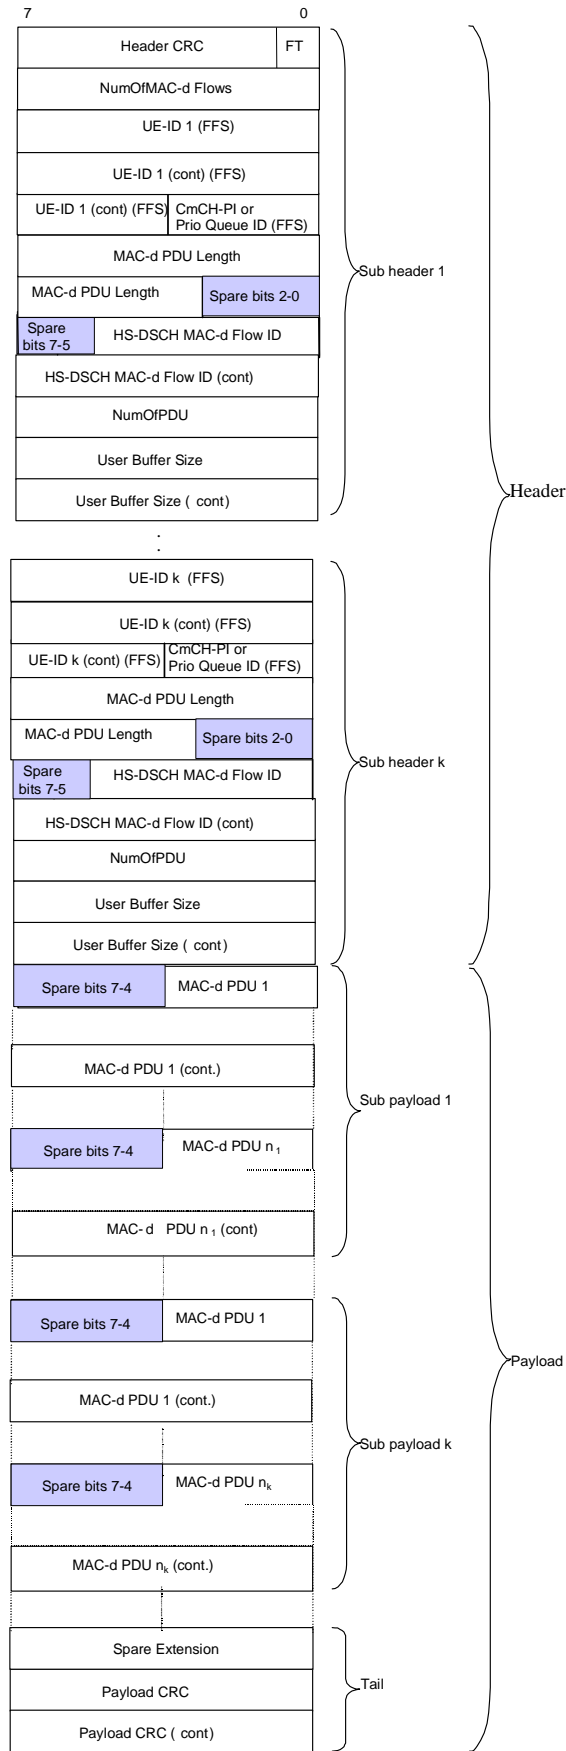 7 0
Header CRC FT
NumOfMAC-d Flows
UE-ID 1 (FFS)
UE-ID 1 (cont) (FFS)
UE-ID 1 (cont) (FFS) CmCH-PI or
Prio Queue ID (FFS)
MAC-d PDU Length
MAC-d PDU Length Spare bits 2-0
Spare
bits 7-5 HS-DSCH MAC-d Flow ID
HS-DSCH MAC-d Flow ID (cont)
NumOfPDU
User Buffer Size
User Buffer Size ( cont)
Sub header 1
.
.
UE-ID k (FFS)
UE-ID k (cont) (FFS)
UE-ID k (cont) (FFS) CmCH-PI or
Prio Queue ID (FFS)
MAC-d PDU Length
MAC-d PDU Length Spare bits 2-0
Spare
bits 7-5 HS-DSCH MAC-d Flow ID
HS-DSCH MAC-d Flow ID (cont)
NumOfPDU
User Buffer Size
User Buffer Size ( cont)
Sub header k
Header
Spare bits 7-4 MAC-d PDU 1
MAC-d PDU 1 (cont.)
Spare bits 7-4 MAC-d PDU n1
MAC- d PDU n1 (cont)
Sub payload 1
Spare bits 7-4 MAC-d PDU 1
MAC-d PDU 1 (cont.)
Spare bits 7-4 MAC-d PDU nk
MAC-d PDU nk (cont.)
Sub payload k
Payload
Spare Extension
Payload CRC
Payload CRC ( cont)
Tail